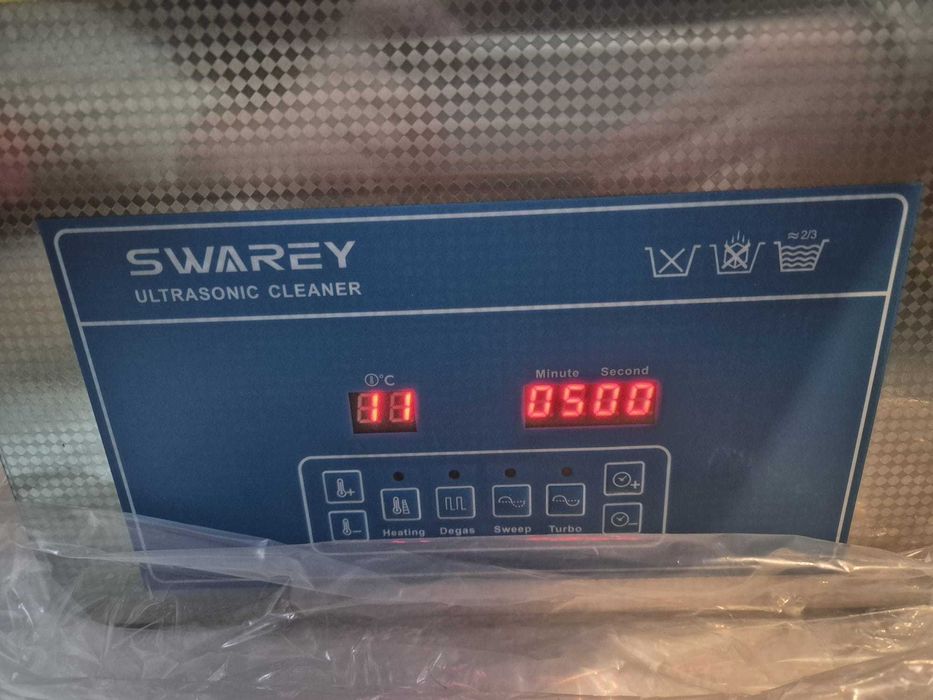 SWAREY
ULTRASONIC CLEANER
≈2/3
°C
Minute Second
11
0500
+ +
- -
Heating Degas Sweep Turbo